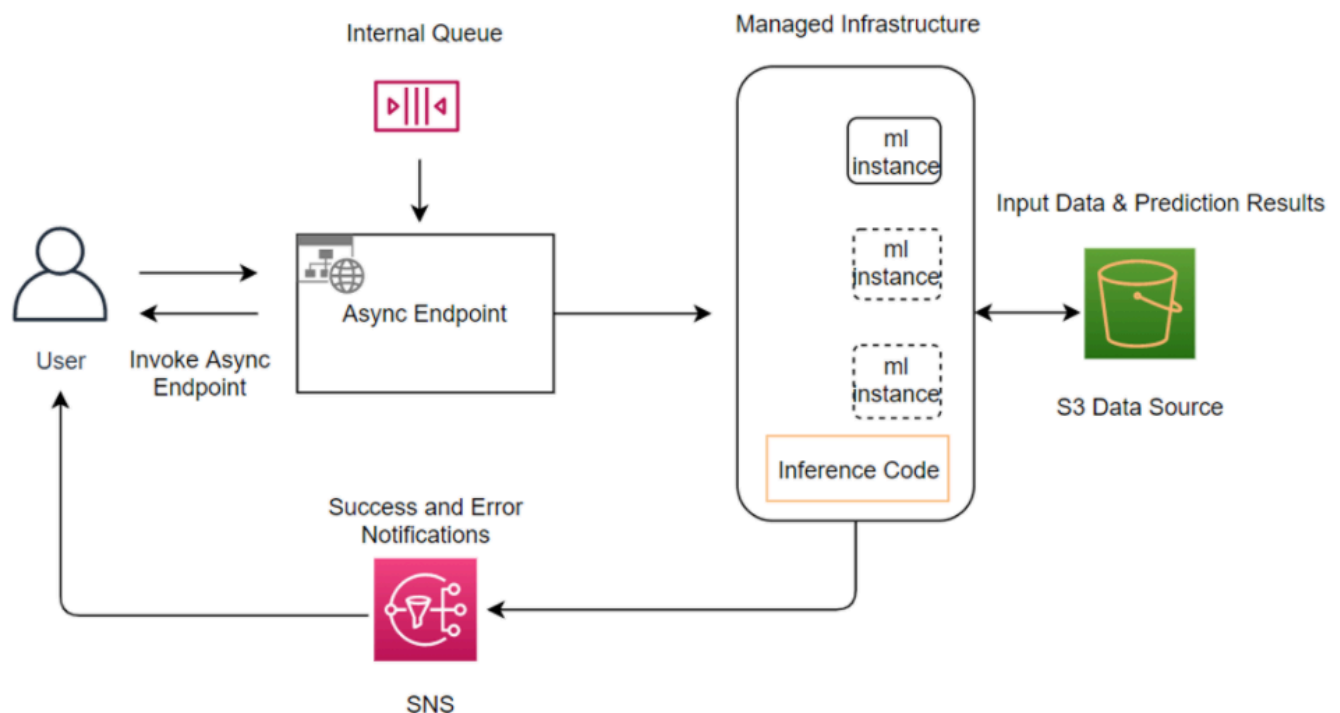 Internal Queue
Managed Infrastructure
ml
instance
Input Data & Prediction Results
ml
instance
Async Endpoint
User
Invoke Async
Endpoint
ml
instance
S3 Data Source
Inference Code
Success and Error
Notifications
SNS